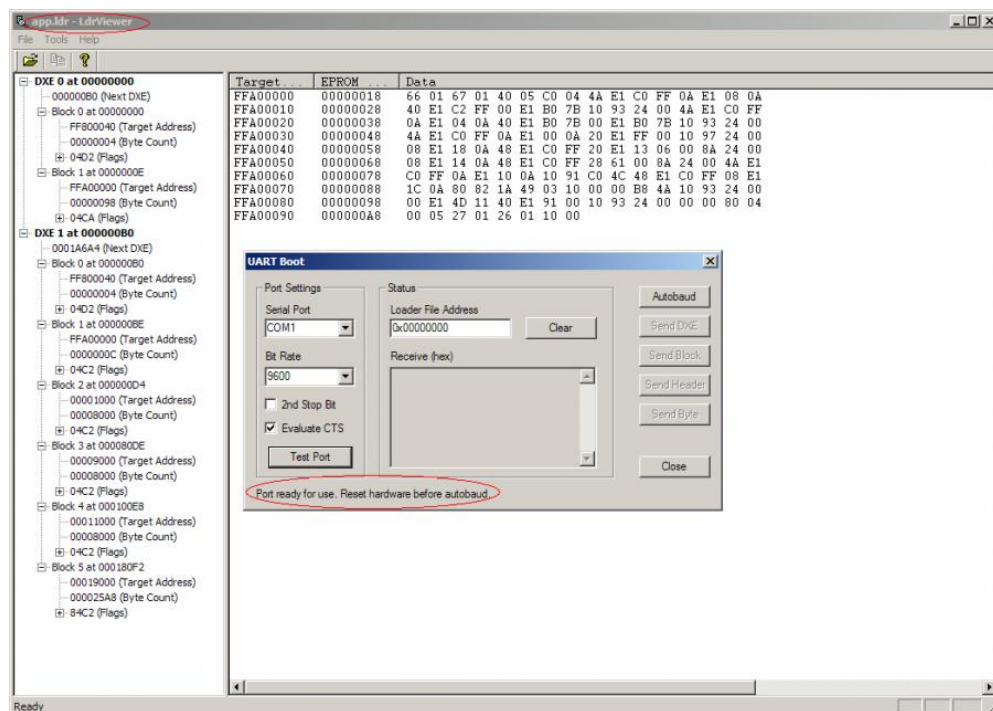 app.ldr - LdrViewer
File Tools Help
DXE 0 at 00000000
000000B0 (Next DXE)
Block 0 at 00000000
FF800040 (Target Address)
00000004 (Byte Count)
04D2 (Flags)
Block 1 at 0000000E
FFA00000 (Target Address)
00000098 (Byte Count)
04CA (Flags)
DXE 1 at 000000B0
0001A6A4 (Next DXE)
Block 0 at 000000B0
FF800040 (Target Address)
00000004 (Byte Count)
04D2 (Flags)
Block 1 at 000000BE
FFA00000 (Target Address)
0000000C (Byte Count)
04C2 (Flags)
Block 2 at 000000D4
00001000 (Target Address)
00008000 (Byte Count)
04C2 (Flags)
Block 3 at 000080DE
00009000 (Target Address)
00008000 (Byte Count)
04C2 (Flags)
Block 4 at 000100E8
00011000 (Target Address)
00008000 (Byte Count)
04C2 (Flags)
Block 5 at 000180F2
00019000 (Target Address)
000025A8 (Byte Count)
84C2 (Flags)
Target... EPROM ... Data
FFA00000 00000018 66 01 67 01 40 05 C0 04 4A E1 C0 FF 0A E1 08 0A
FFA00010 00000028 40 E1 C2 FF 00 E1 B0 7B 10 93 24 00 4A E1 C0 FF
FFA00020 00000038 0A E1 04 0A 40 E1 B0 7B 00 E1 B0 7B 10 93 24 00
FFA00030 00000048 4A E1 C0 FF 0A E1 00 0A 20 E1 FF 00 10 97 24 00
FFA00040 00000058 08 E1 18 0A 48 E1 C0 FF 20 E1 13 06 00 8A 24 00
FFA00050 00000068 08 E1 14 0A 48 E1 C0 FF 28 61 00 8A 24 00 4A E1
FFA00060 00000078 C0 FF 0A E1 10 0A 10 91 C0 4C 48 E1 C0 FF 08 E1
FFA00070 00000088 1C 0A 80 82 1A 49 03 10 00 00 B8 4A 10 93 24 00
FFA00080 00000098 00 E1 4D 11 40 E1 91 00 10 93 24 00 00 00 80 04
FFA00090 000000A8 00 05 27 01 26 01 10 00
UART Boot
Port Settings
Serial Port
COM1
Bit Rate
9600
2nd Stop Bit
Evaluate CTS
Test Port
Status
Loader File Address
0x00000000
Clear
Receive (hex)
Autobaud
Send DXE
Send Block
Send Header
Send Byte
Close
Port ready for use. Reset hardware before autobaud.
Ready